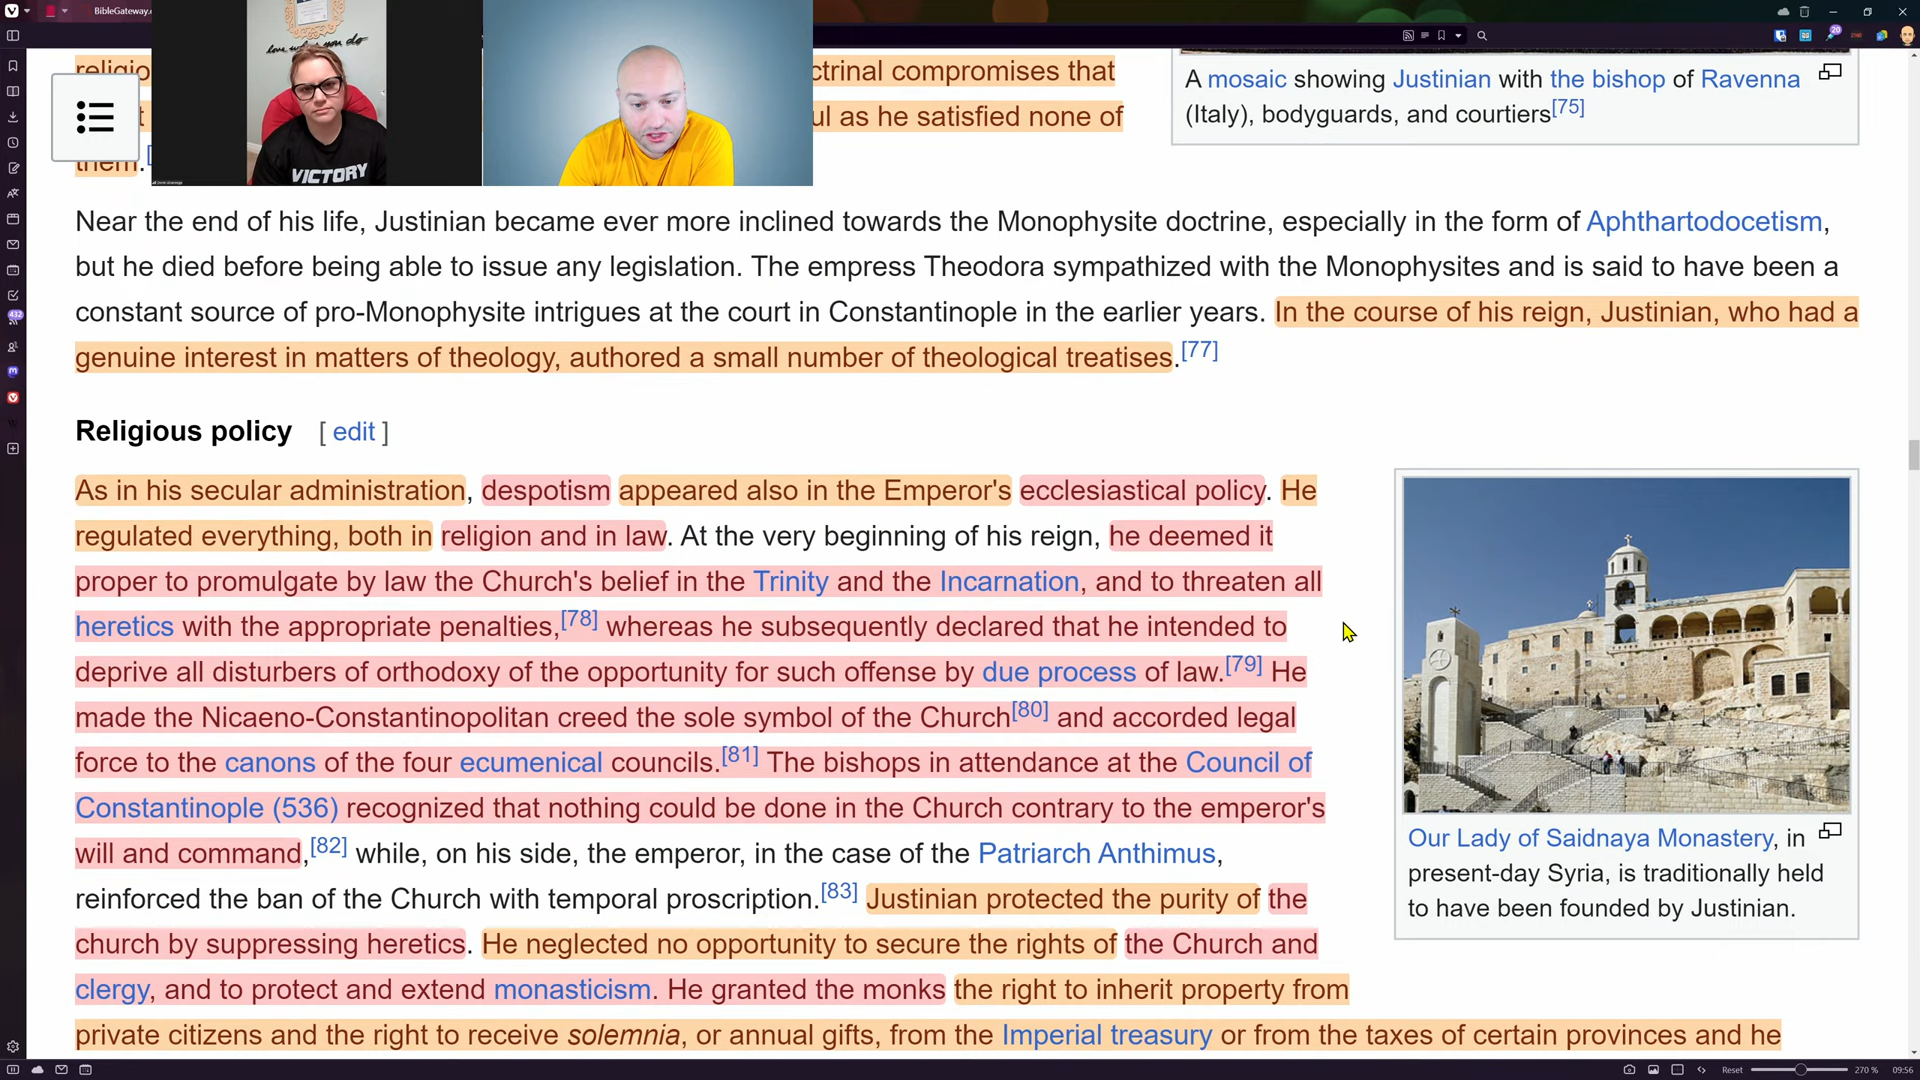 BibleGateway.
love what you do
VICTORY
20
432
religio
ctrinal compromises that
t
ul as he satisfied none of
them.[
A mosaic showing Justinian with the bishop of Ravenna
(Italy), bodyguards, and courtiers[75]
Near the end of his life, Justinian became ever more inclined towards the Monophysite doctrine, especially in the form of Aphthartodocetism,
but he died before being able to issue any legislation. The empress Theodora sympathized with the Monophysites and is said to have been a
constant source of pro-Monophysite intrigues at the court in Constantinople in the earlier years. In the course of his reign, Justinian, who had a
genuine interest in matters of theology, authored a small number of theological treatises.[77]
Religious policy [ edit ]
As in his secular administration, despotism appeared also in the Emperor's ecclesiastical policy. He
regulated everything, both in religion and in law. At the very beginning of his reign, he deemed it
proper to promulgate by law the Church's belief in the Trinity and the Incarnation, and to threaten all
heretics with the appropriate penalties,[78] whereas he subsequently declared that he intended to
deprive all disturbers of orthodoxy of the opportunity for such offense by due process of law.[79] He
made the Nicaeno-Constantinopolitan creed the sole symbol of the Church[80] and accorded legal
force to the canons of the four ecumenical councils.[81] The bishops in attendance at the Council of
Constantinople (536) recognized that nothing could be done in the Church contrary to the emperor's
will and command,[82] while, on his side, the emperor, in the case of the Patriarch Anthimus,
reinforced the ban of the Church with temporal proscription.[83] Justinian protected the purity of the
church by suppressing heretics. He neglected no opportunity to secure the rights of the Church and
clergy, and to protect and extend monasticism. He granted the monks the right to inherit property from
private citizens and the right to receive solemnia, or annual gifts, from the Imperial treasury or from the taxes of certain provinces and he
Our Lady of Saidnaya Monastery, in
present-day Syria, is traditionally held
to have been founded by Justinian.
Reset
270 %
09:56